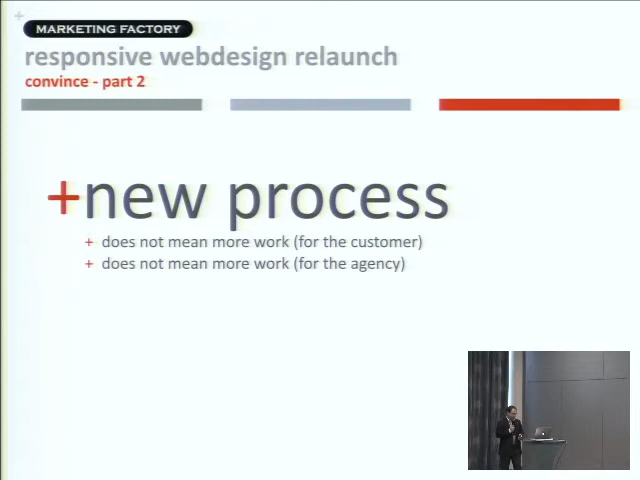 MARKETING FACTORY
responsive webdesign relaunch
convince - part 2
+new process
+ does not mean more work (for the customer)
+ does not mean more work (for the agency)